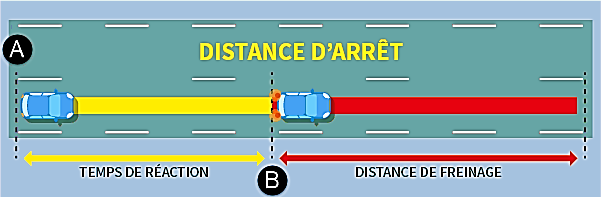 A
DISTANCE D'ARRÊT
TEMPS DE RÉACTION
B
DISTANCE DE FREINAGE